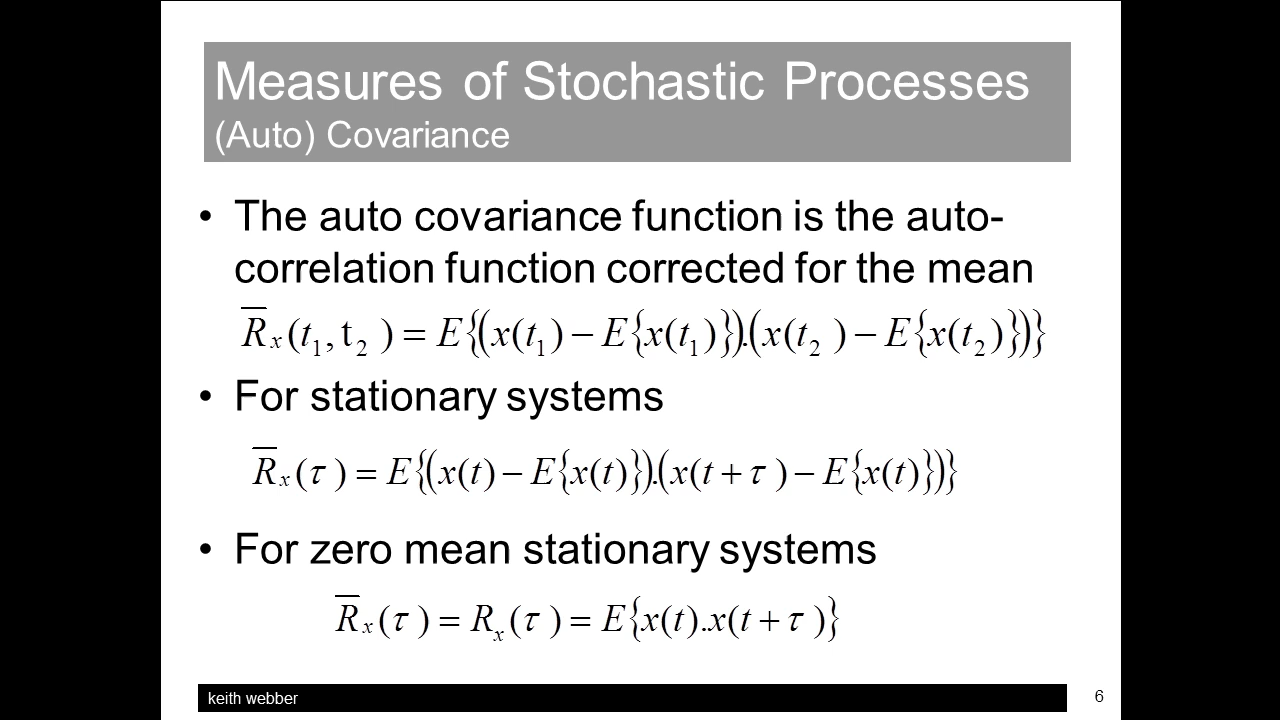 Measures of Stochastic Processes
(Auto) Covariance
• The auto covariance function is the auto-
correlation function corrected for the mean
R̅ₓ(t₁,t₂) = E{(x(t₁) − E{x(t₁)}).(x(t₂) − E{x(t₂)})}
• For stationary systems
R̅ₓ(τ) = E{(x(t) − E{x(t)}).(x(t + τ) − E{x(t)})}
• For zero mean stationary systems
R̅ₓ(τ) = Rₓ(τ) = E{x(t).x(t + τ)}
keith webber
6